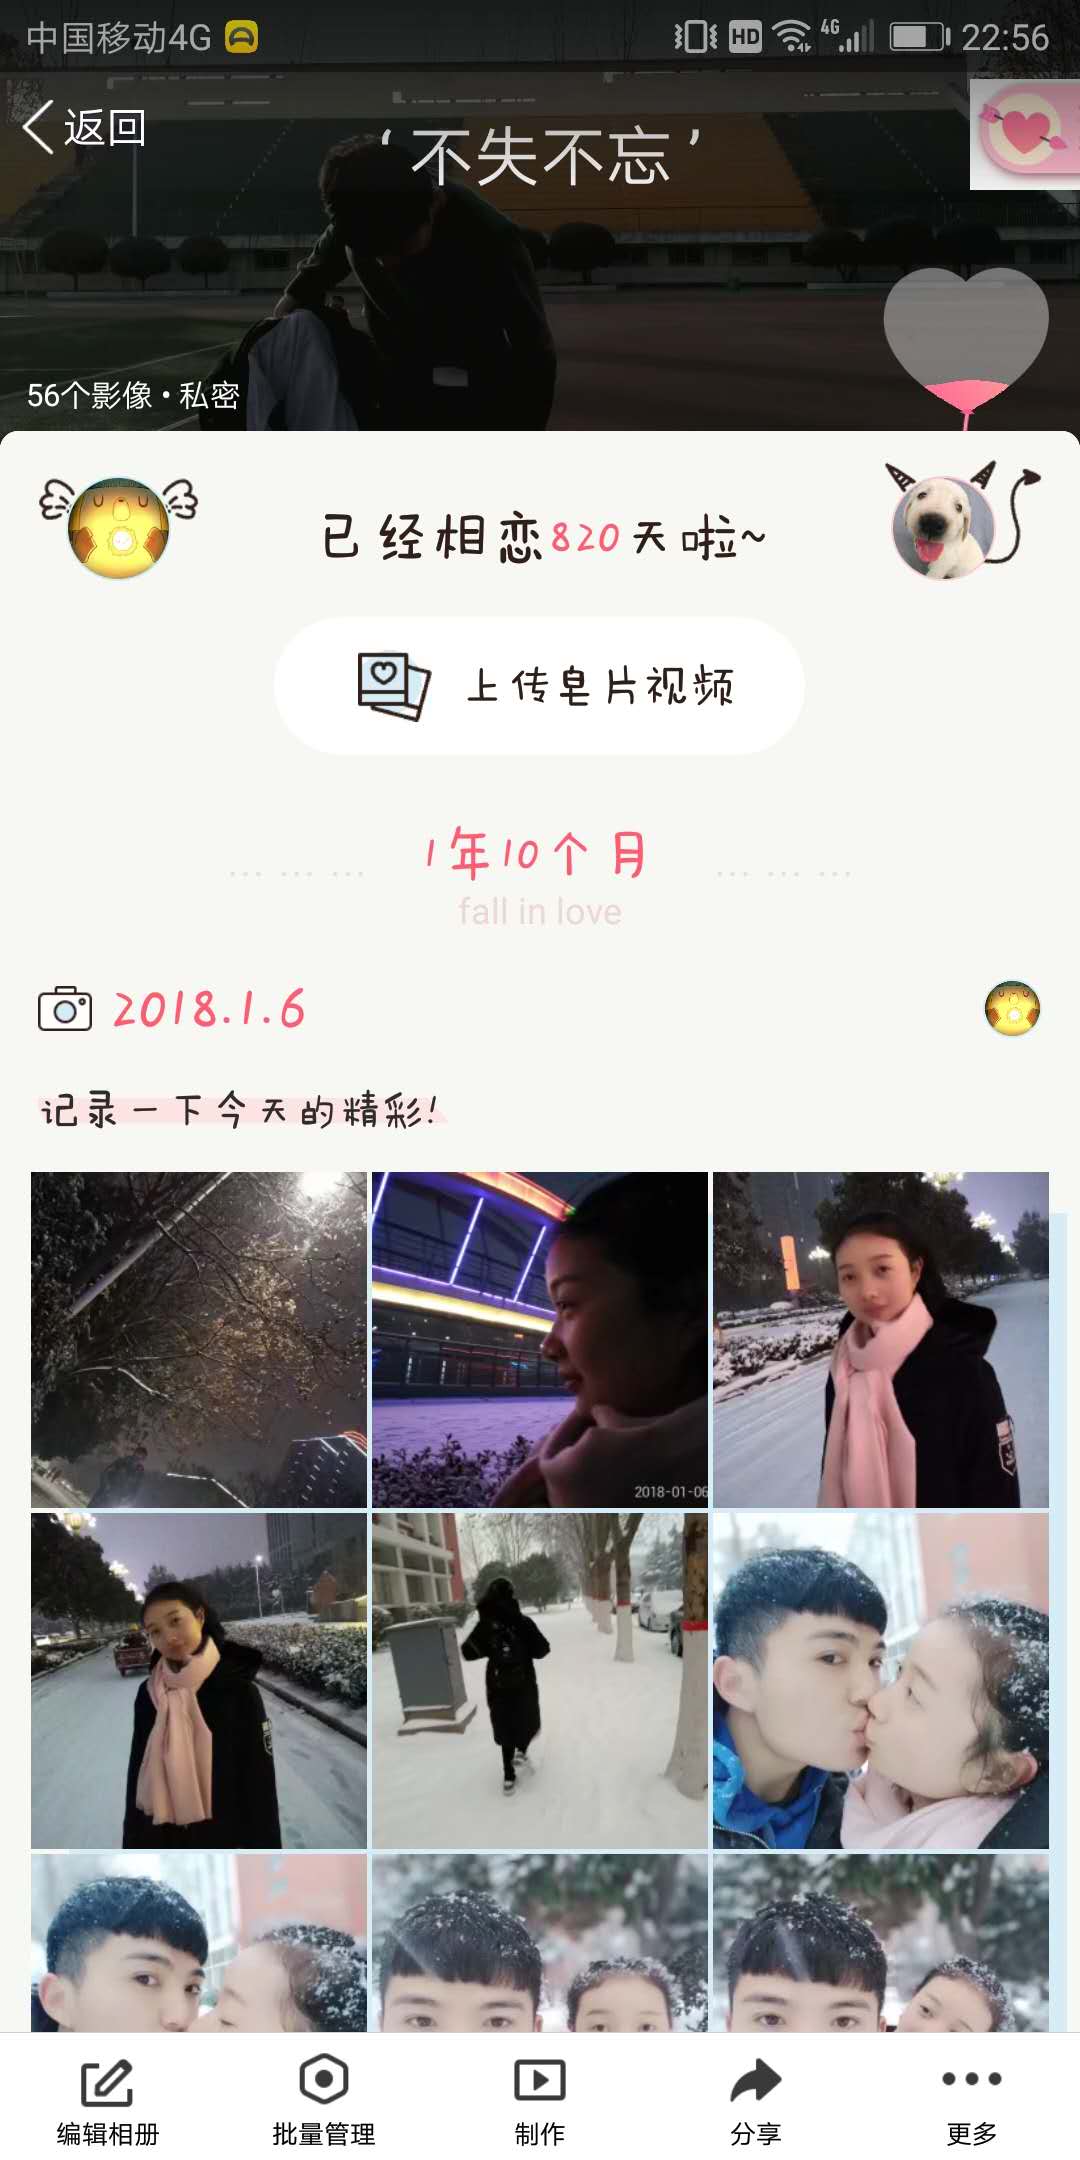 中国移动4G HD 4G 22:56
返回
‘不失不忘’
56个影像·私密
已经相恋820天啦~
上传皂片视频
... ... ... 1年10个月 ... ... ...
fall in love
2018.1.6
记录一下今天的精彩!
2018-01-06
编辑相册 批量管理 制作 分享 更多